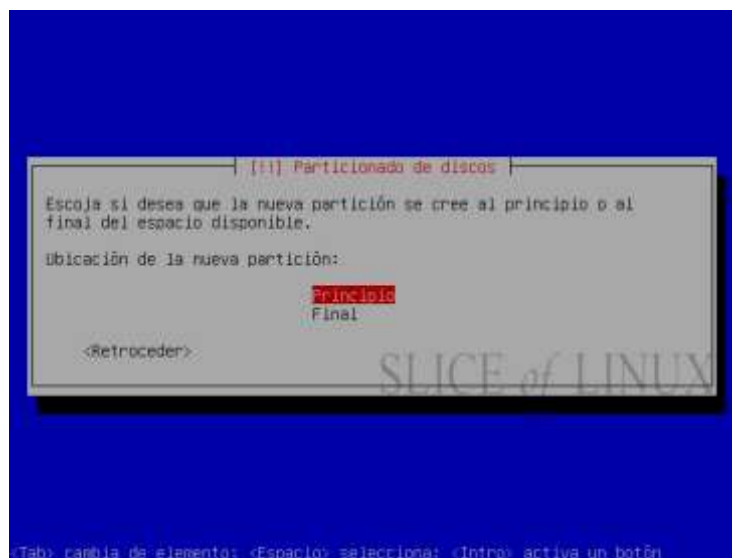 [!!] Particionado de discos
Escoja si desea que la nueva partición se cree al principio o al
final del espacio disponible.
Ubicación de la nueva partición:
Principio
Final
<Retroceder>
SLICE of LINUX
<Tab> cambia de elemento; <Espacio> selecciona; <Intro> activa un botón